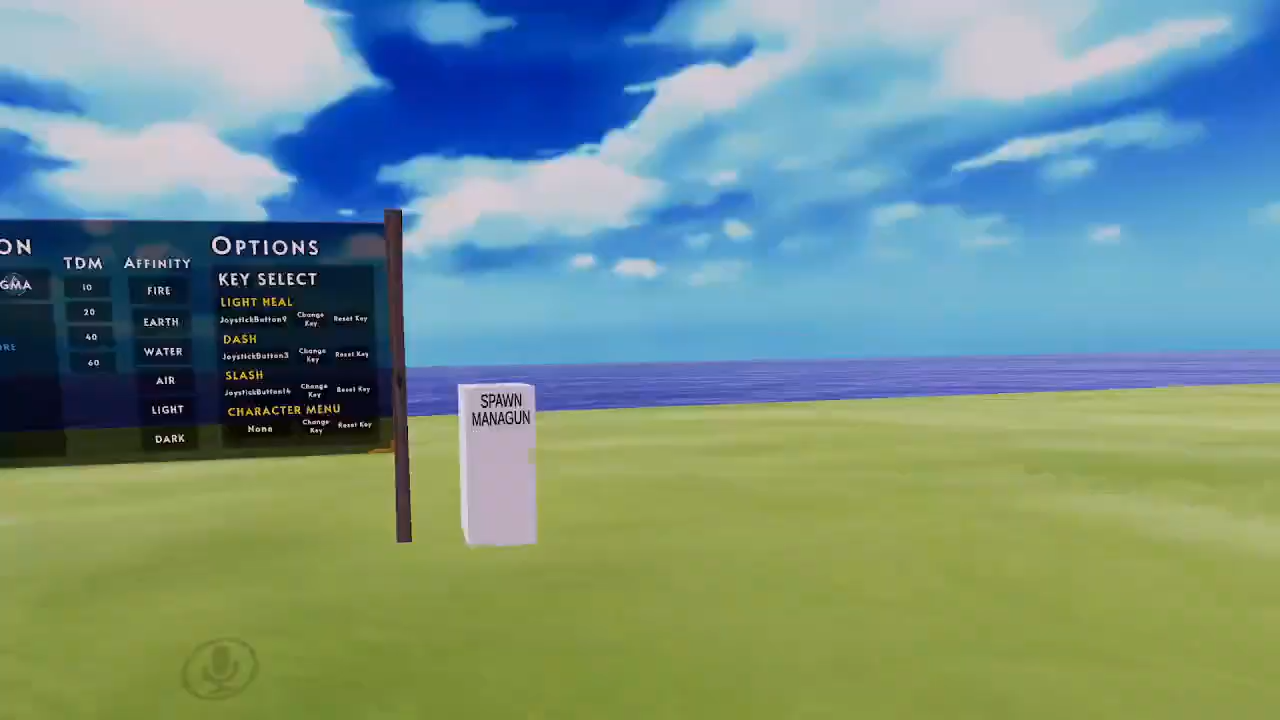 ON
GMA
TDM
10
20
40
60
AFFINITY
FIRE
EARTH
WATER
AIR
LIGHT
DARK
OPTIONS
KEY SELECT
LIGHT HEAL
JoystickButton9 Change Key Reset Key
DASH
JoystickButton3 Change Key Reset Key
SLASH
JoystickButton14 Change Key Reset Key
CHARACTER MENU
None Change Key Reset Key
SPAWN
MANAGUN